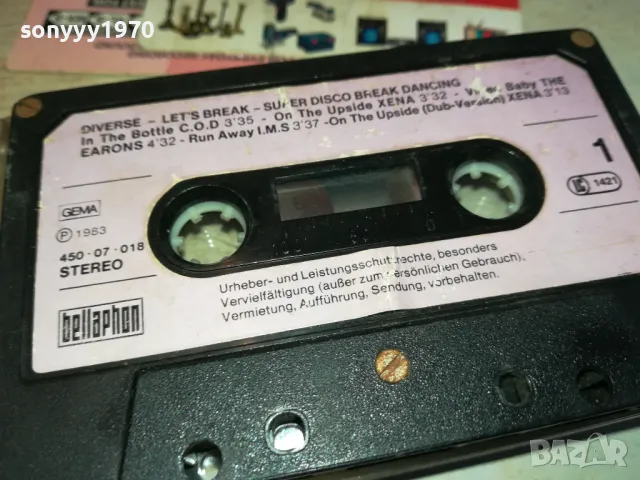 sonyyy1970
DIVERSE - LET'S BREAK - SUPER DISCO BREAK DANCING
In The Bottle C.O.D 3'35 - On The Upside XENA 3'32 - Video Baby THE
EARONS 4'32 - Run Away I.M.S 3'37 -On The Upside (Dub-Version) XENA 3'13
1
GEMA
1421
℗ 1983
450·07·018
STEREO
Urheber- und Leistungsschutzrechte, besonders
Vervielfältigung (außer zum persönlichen Gebrauch),
Vermietung, Aufführung, Sendung, vorbehalten.
bellaphon
BAZAR